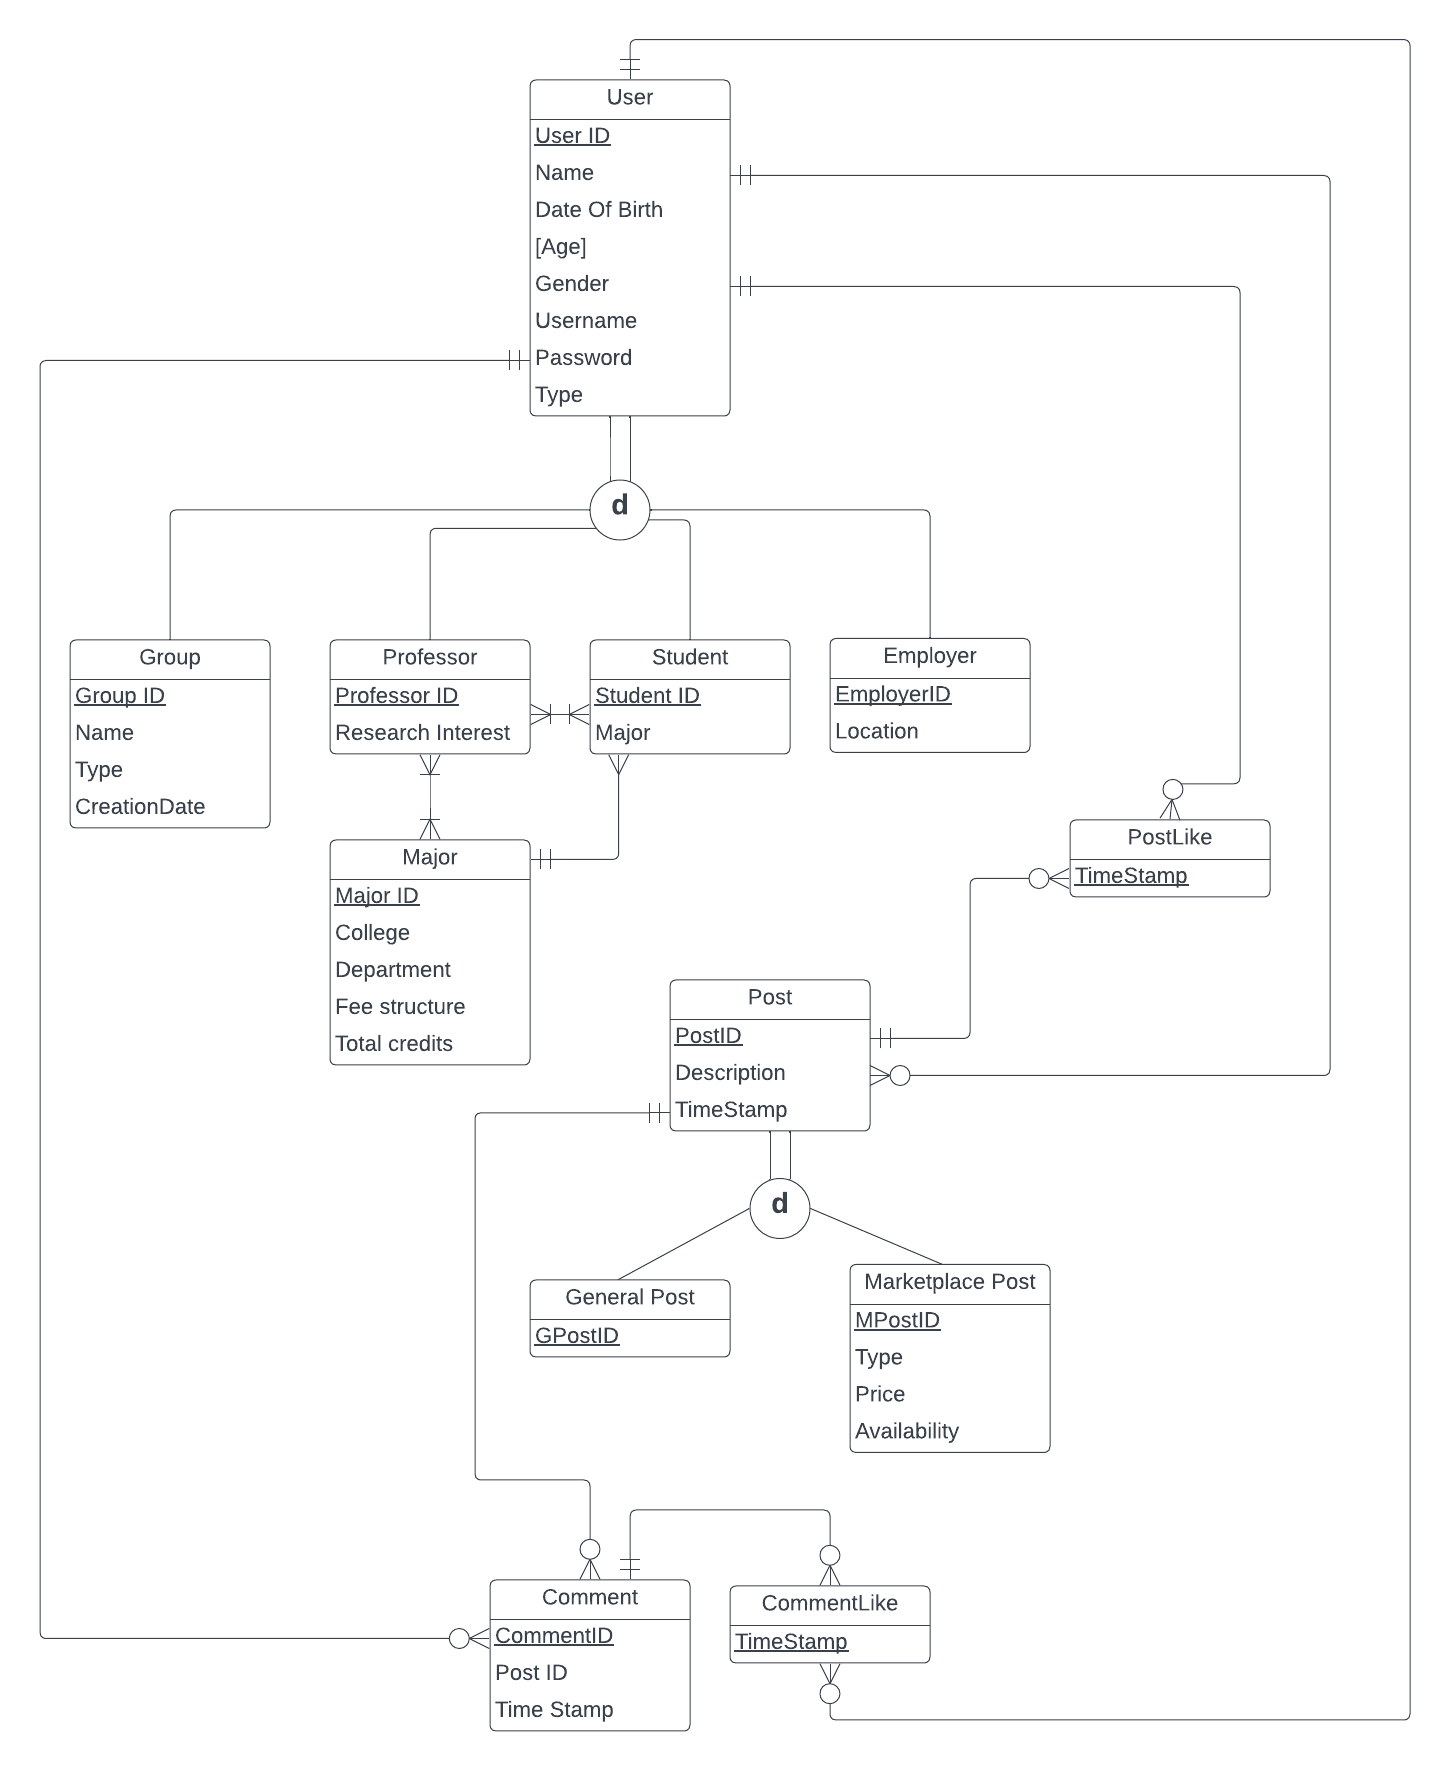 User
User ID
Name
Date Of Birth
[Age]
Gender
Username
Password
Type
d
Group
Group ID
Name
Type
CreationDate
Professor
Professor ID
Research Interest
Student
Student ID
Major
Employer
EmployerID
Location
PostLike
TimeStamp
Major
Major ID
College
Department
Fee structure
Total credits
Post
PostID
Description
TimeStamp
d
General Post
GPostID
Marketplace Post
MPostID
Type
Price
Availability
Comment
CommentID
Post ID
Time Stamp
CommentLike
TimeStamp